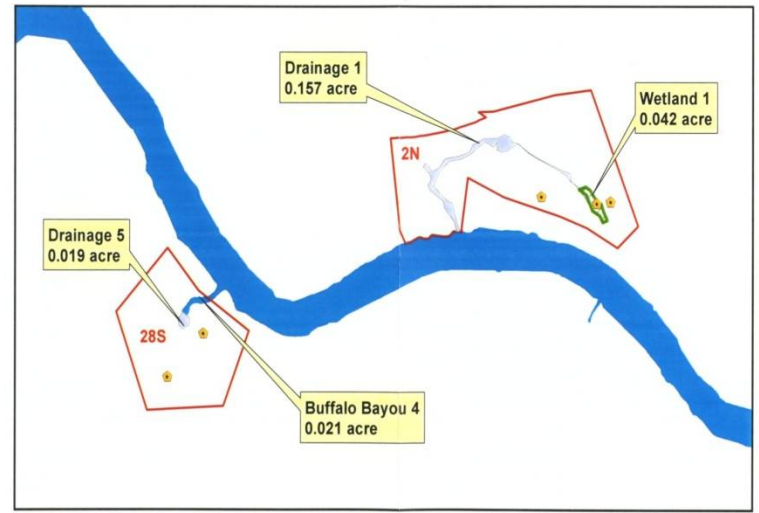 Drainage 1
0.157 acre
Wetland 1
0.042 acre
2N
Drainage 5
0.019 acre
28S
Buffalo Bayou 4
0.021 acre